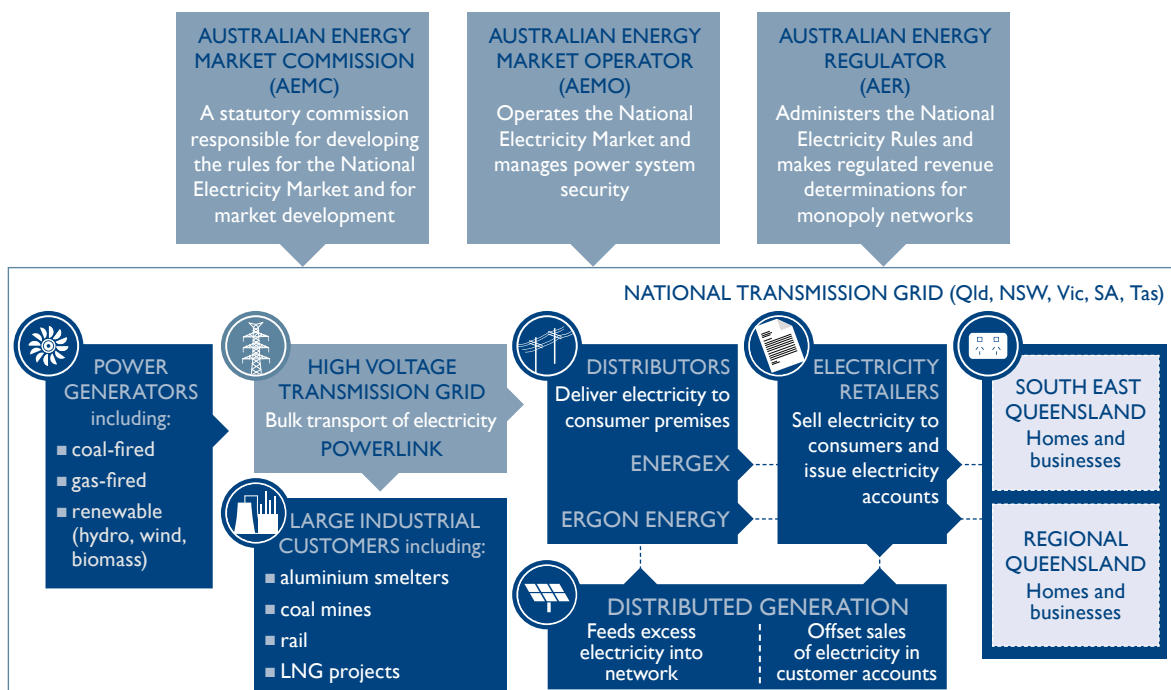 AUSTRALIAN ENERGY
MARKET COMMISSION
(AEMC)
A statutory commission
responsible for developing
the rules for the National
Electricity Market and for
market development
AUSTRALIAN ENERGY
MARKET OPERATOR
(AEMO)
Operates the National
Electricity Market and
manages power system
security
AUSTRALIAN ENERGY
REGULATOR
(AER)
Administers the National
Electricity Rules and
makes regulated revenue
determinations for
monopoly networks
NATIONAL TRANSMISSION GRID (Qld, NSW, Vic, SA, Tas)
POWER
GENERATORS
including:
■ coal-fired
■ gas-fired
■ renewable
(hydro, wind,
biomass)
HIGH VOLTAGE
TRANSMISSION GRID
Bulk transport of electricity
POWERLINK
LARGE INDUSTRIAL
CUSTOMERS including:
■ aluminium smelters
■ coal mines
■ rail
■ LNG projects
DISTRIBUTORS
Deliver electricity to
consumer premises
ENERGEX
ERGON ENERGY
ELECTRICITY
RETAILERS
Sell electricity to
consumers and
issue electricity
accounts
SOUTH EAST
QUEENSLAND
Homes and
businesses
REGIONAL
QUEENSLAND
Homes and
businesses
DISTRIBUTED GENERATION
Feeds excess
electricity into
network
Offset sales
of electricity in
customer accounts